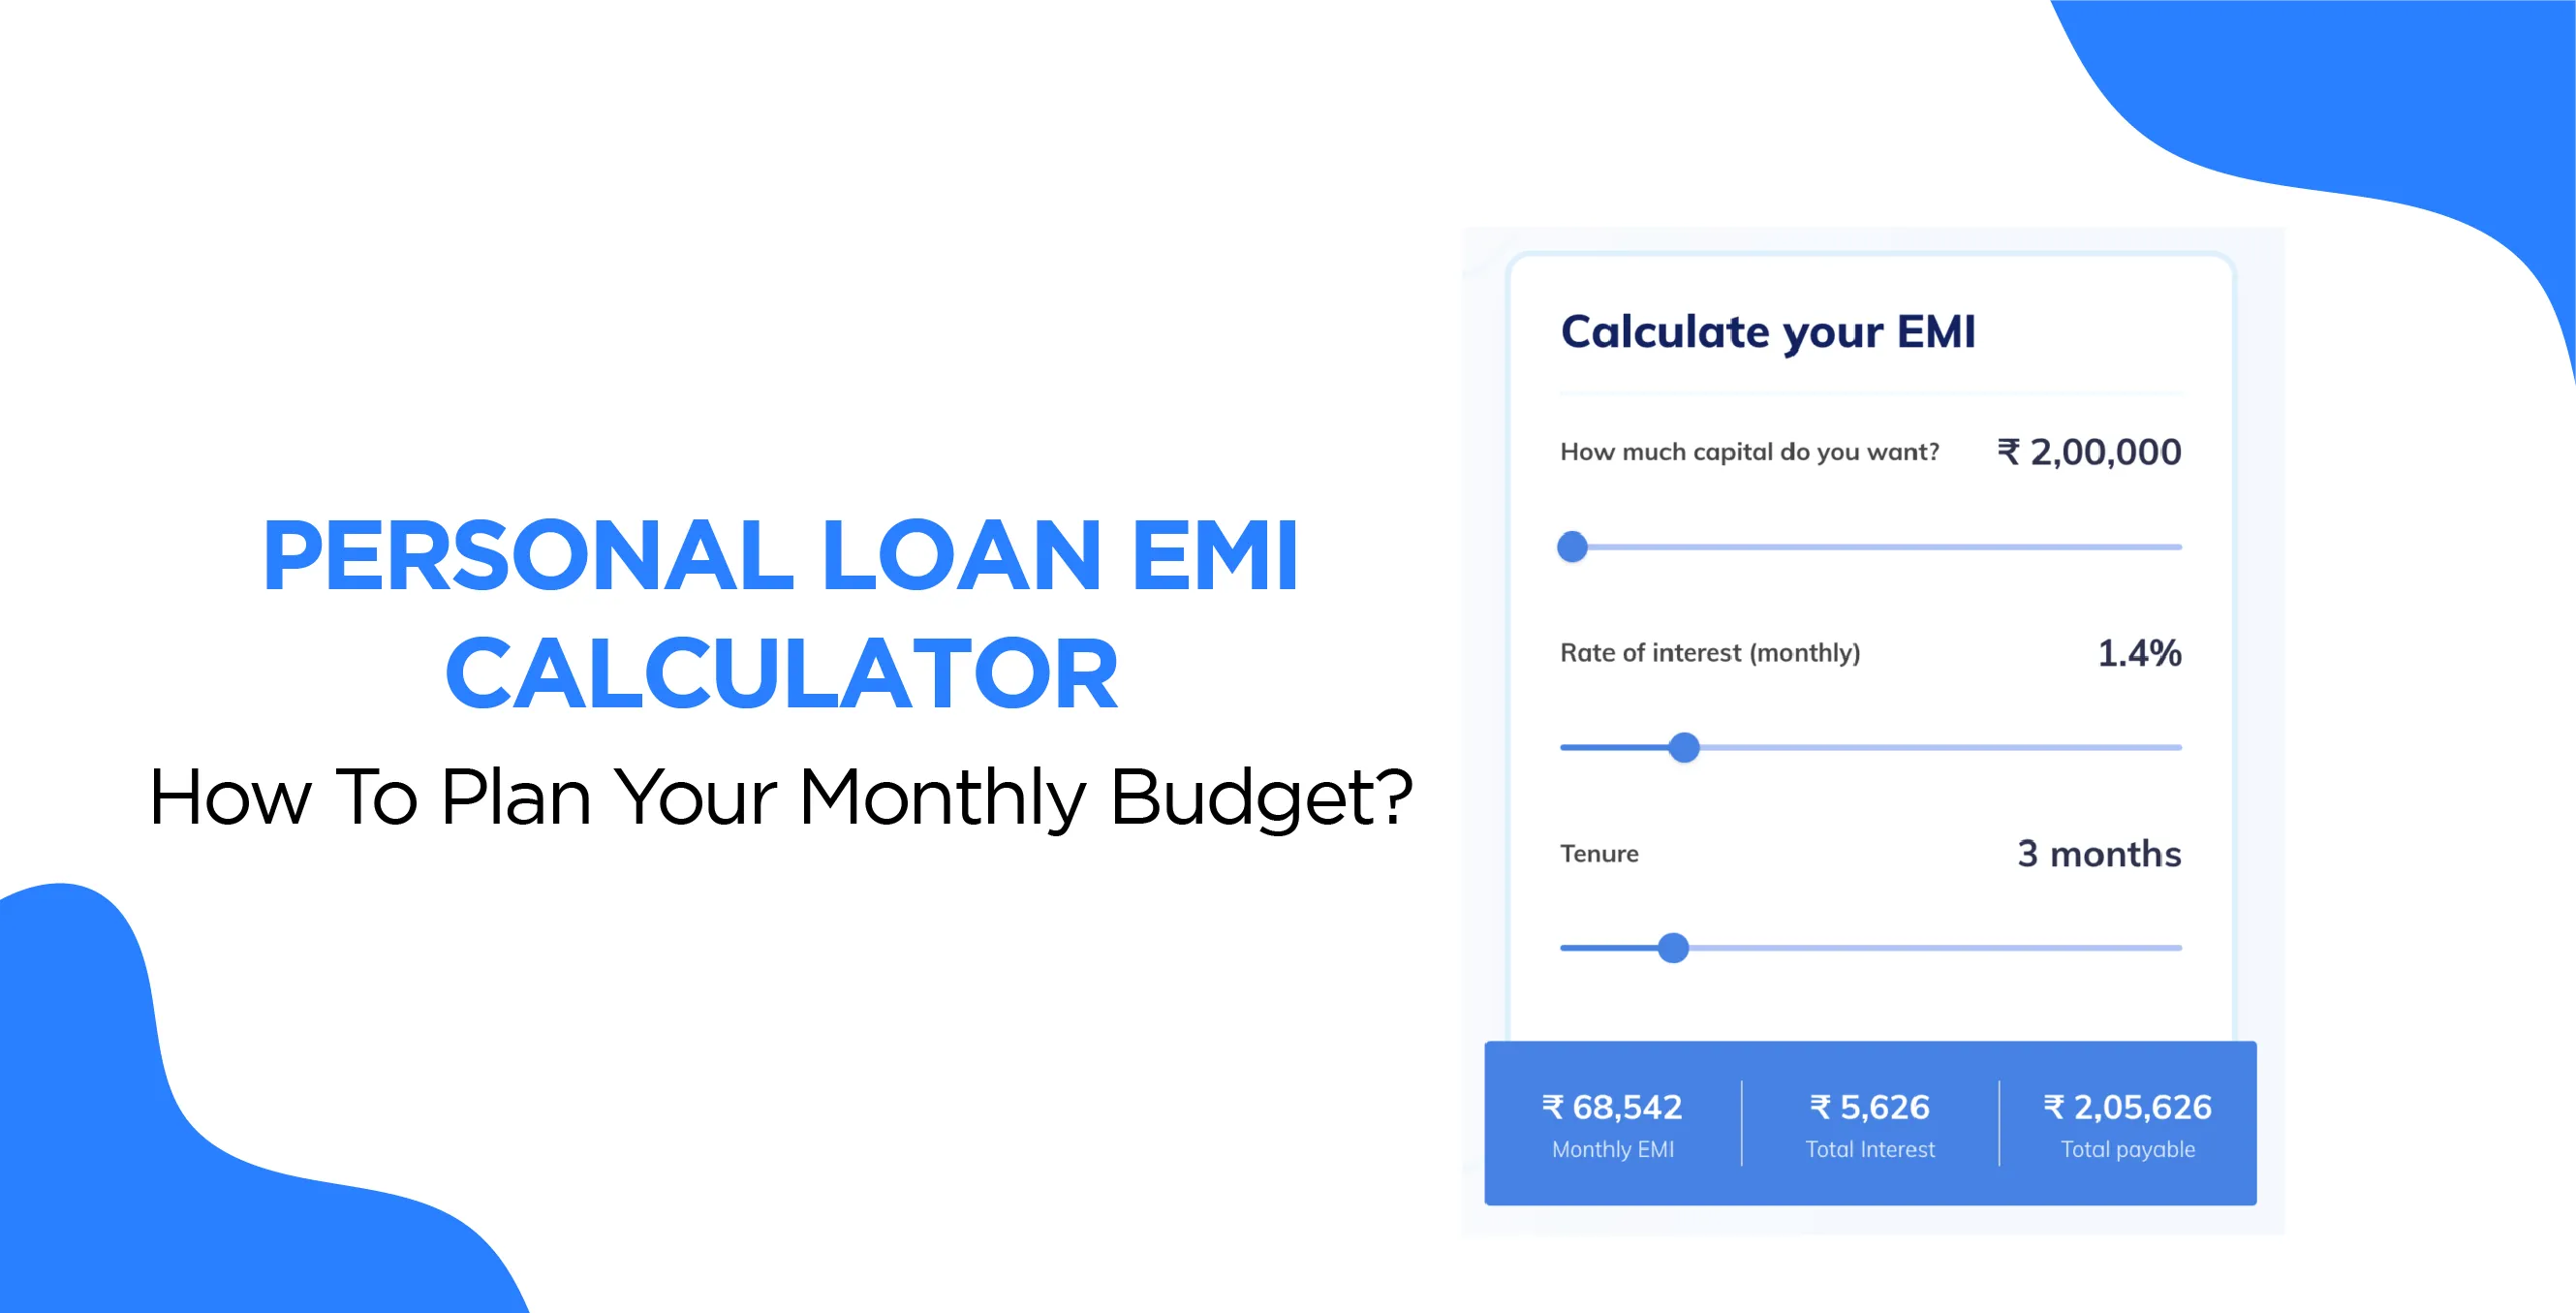 PERSONAL LOAN EMI
CALCULATOR
How To Plan Your Monthly Budget?
Calculate your EMI
How much capital do you want? ₹ 2,00,000
Rate of interest (monthly) 1.4%
Tenure 3 months
₹ 68,542 ₹ 5,626 ₹ 2,05,626
Monthly EMI Total Interest Total payable